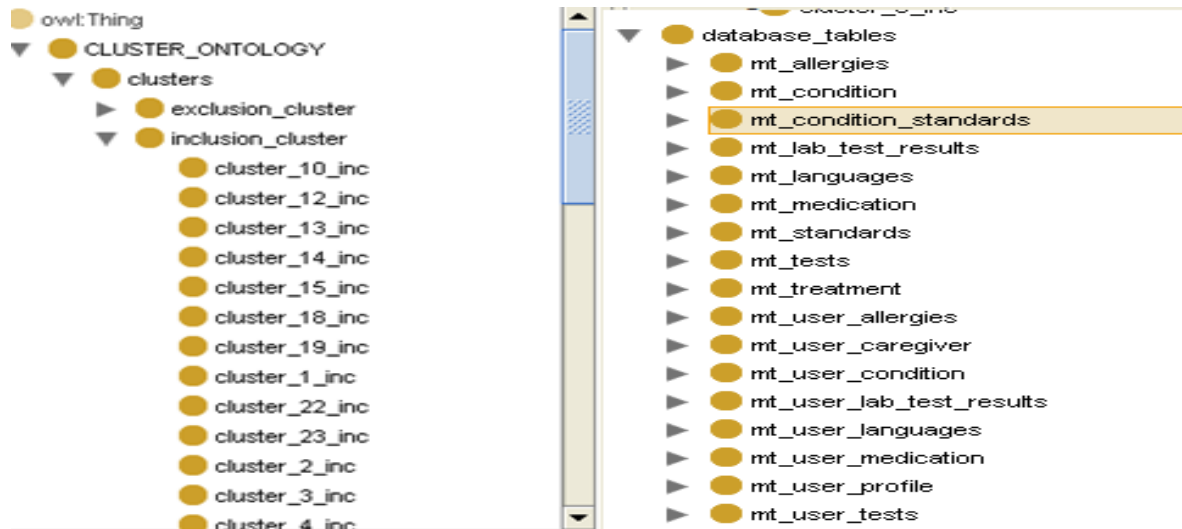 owl:Thing
CLUSTER_ONTOLOGY
clusters
exclusion_cluster
inclusion_cluster
cluster_10_inc
cluster_12_inc
cluster_13_inc
cluster_14_inc
cluster_15_inc
cluster_18_inc
cluster_19_inc
cluster_1_inc
cluster_22_inc
cluster_23_inc
cluster_2_inc
cluster_3_inc
cluster_4_inc
database_tables
mt_allergies
mt_condition
mt_condition_standards
mt_lab_test_results
mt_languages
mt_medication
mt_standards
mt_tests
mt_treatment
mt_user_allergies
mt_user_caregiver
mt_user_condition
mt_user_lab_test_results
mt_user_languages
mt_user_medication
mt_user_profile
mt_user_tests